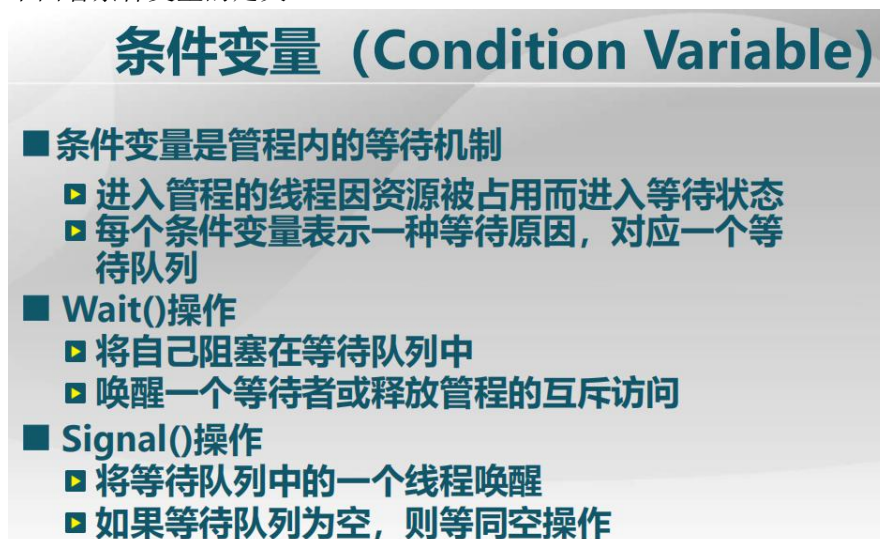 条件变量（Condition Variable）
条件变量是管程内的等待机制
进入管程的线程因资源被占用而进入等待状态
每个条件变量表示一种等待原因，对应一个等
待队列
Wait()操作
将自己阻塞在等待队列中
唤醒一个等待者或释放管程的互斥访问
Signal()操作
将等待队列中的一个线程唤醒
如果等待队列为空，则等同空操作